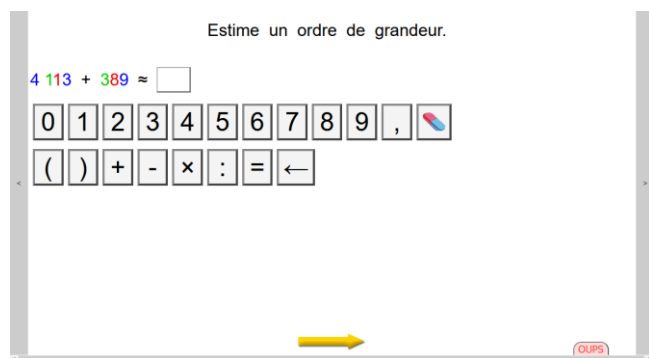 Estime un ordre de grandeur.
4 113 + 389 ≈
0 1 2 3 4 5 6 7 8 9 ,
( ) + - × : = ←
< >
OUPS